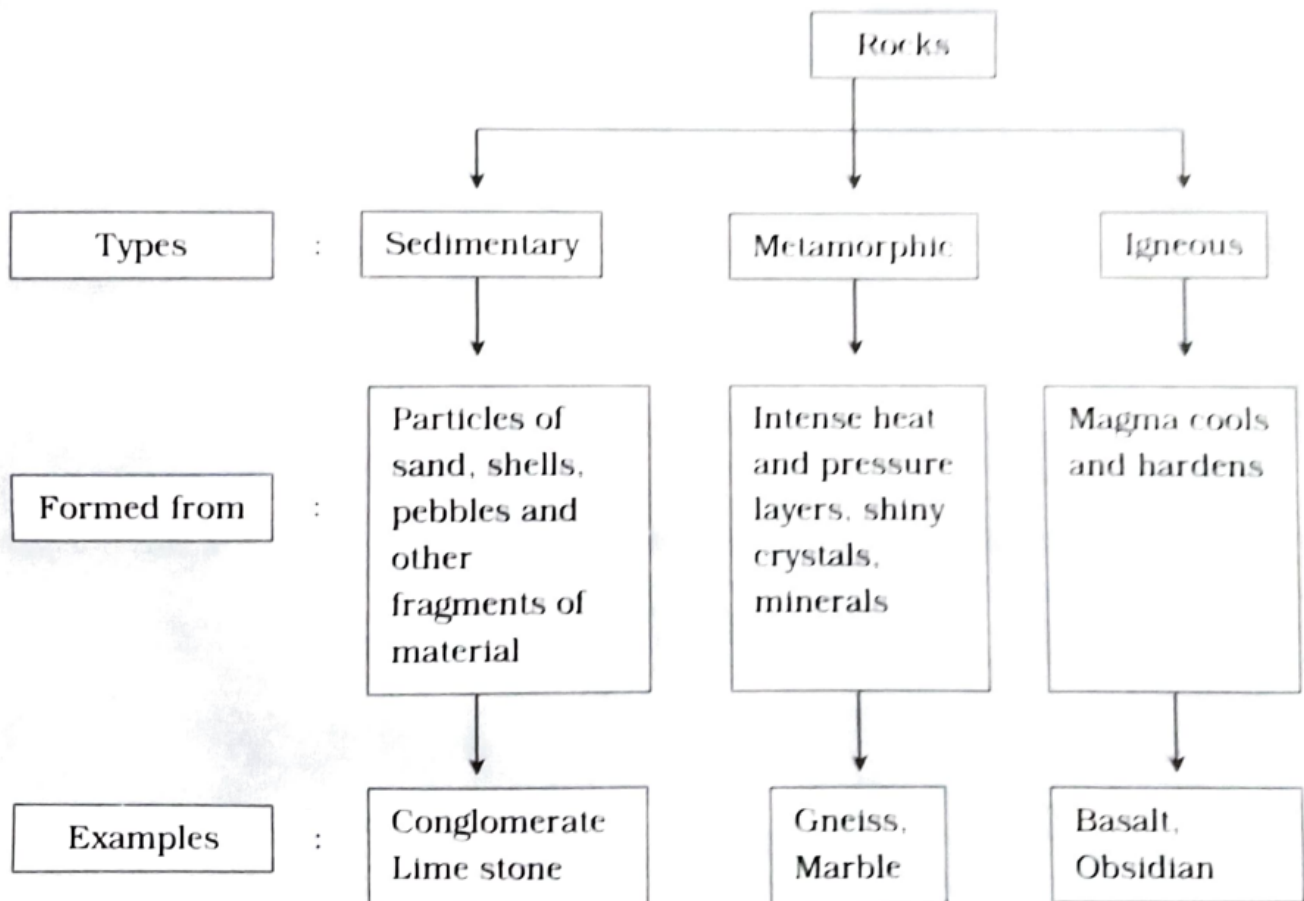 Rocks
Types : Sedimentary Metamorphic Igneous
Formed from :
Particles of
sand, shells,
pebbles and
other
fragments of
material
Intense heat
and pressure
layers, shiny
crystals,
minerals
Magma cools
and hardens
Examples :
Conglomerate
Lime stone
Gneiss,
Marble
Basalt,
Obsidian